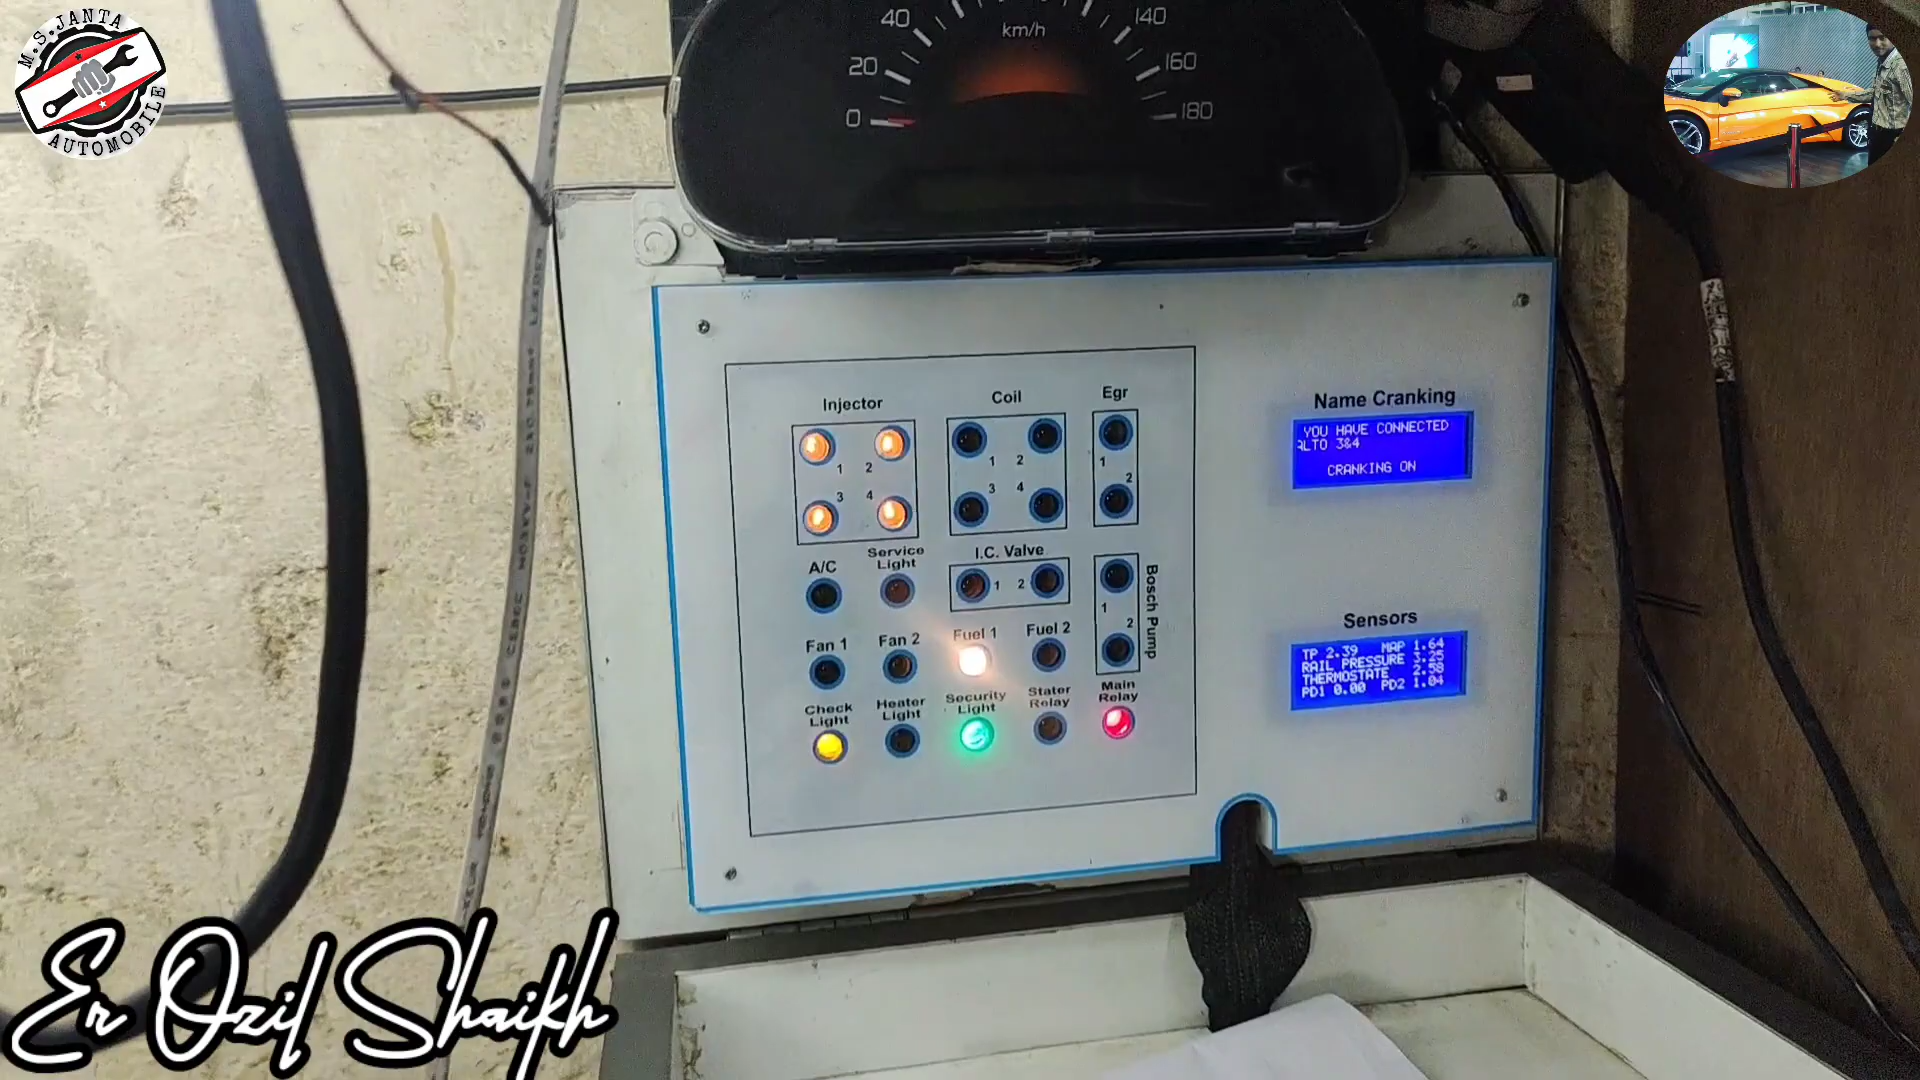 M.S.JANTA
AUTOMOBILE
0
20
40
km/h
140
160
180
Injector
1 2
3 4
Coil
1 2
3 4
Egr
1
2
A/C
Service
Light
I.C. Valve
1 2
Bosch Pump
1
2
Fan 1
Fan 2
Fuel 1
Fuel 2
Check
Light
Heater
Light
Security
Light
Stater
Relay
Main
Relay
Name Cranking
YOU HAVE CONNECTED
ALTO 3&4
CRANKING ON
Sensors
TP 2.39 MAP 1.64
RAIL PRESSURE 3.25
THERMOSTATE 2.58
PD1 0.00 PD2 1.04
Er Ozil Shaikh